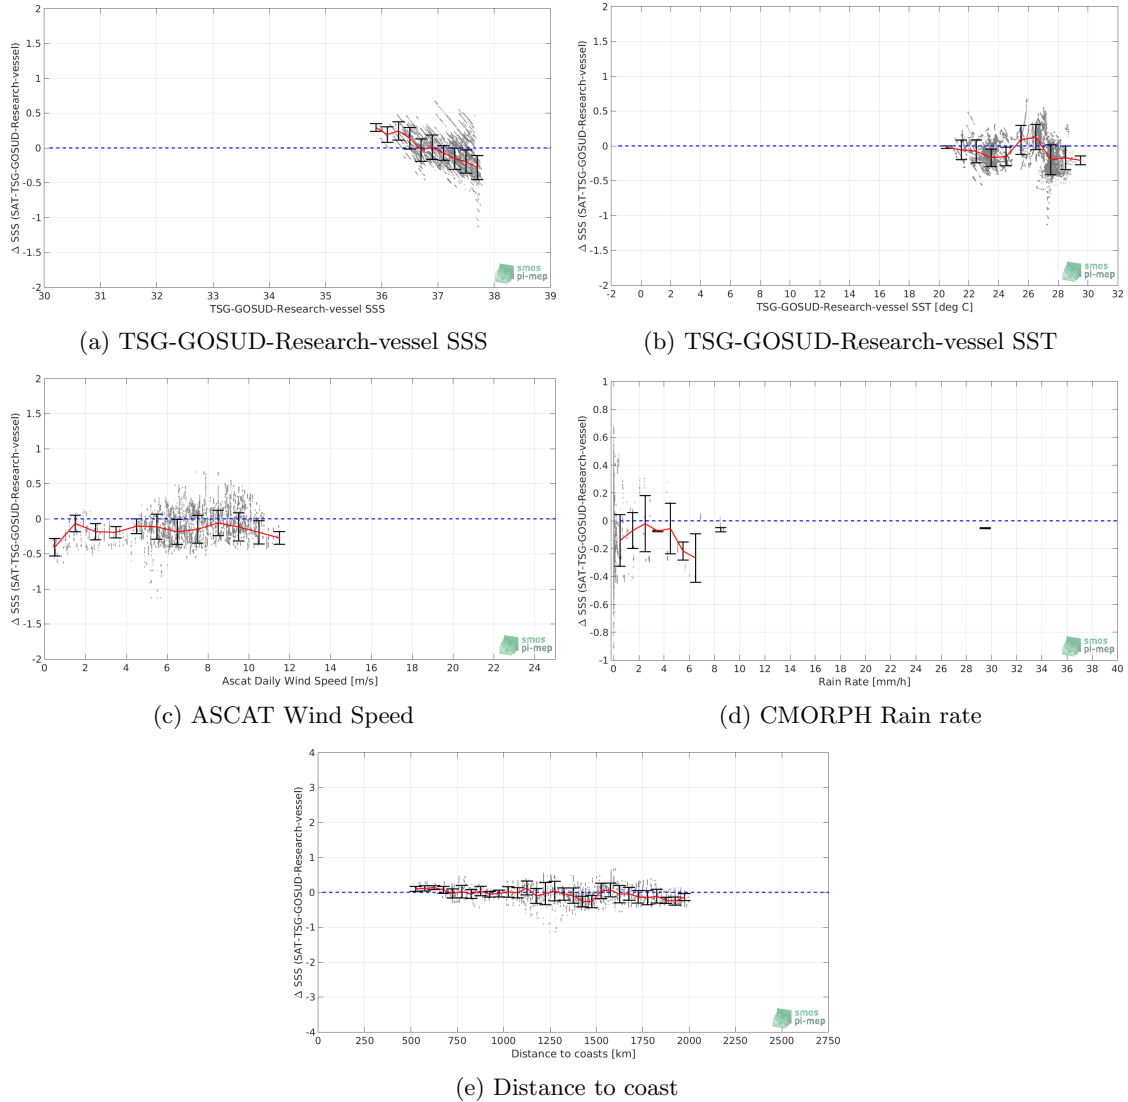 2
1.5
1
0.5
0
-0.5
-1
-1.5
-2
Δ SSS (SAT-TSG-GOSUD-Research-vessel)
30 31 32 33 34 35 36 37 38 39
TSG-GOSUD-Research-vessel SSS
smos
pi-mep
(a) TSG-GOSUD-Research-vessel SSS
2
1.5
1
0.5
0
-0.5
-1
-1.5
-2
Δ SSS (SAT-TSG-GOSUD-Research-vessel)
-2 0 2 4 6 8 10 12 14 16 18 20 22 24 26 28 30 32
TSG-GOSUD-Research-vessel SST [deg C]
smos
pi-mep
(b) TSG-GOSUD-Research-vessel SST
2
1.5
1
0.5
0
-0.5
-1
-1.5
-2
Δ SSS (SAT-TSG-GOSUD-Research-vessel)
0 2 4 6 8 10 12 14 16 18 20 22 24
Ascat Daily Wind Speed [m/s]
smos
pi-mep
(c) ASCAT Wind Speed
1
0.8
0.6
0.4
0.2
0
-0.2
-0.4
-0.6
-0.8
-1
Δ SSS (SAT-TSG-GOSUD-Research-vessel)
0 2 4 6 8 10 12 14 16 18 20 22 24 26 28 30 32 34 36 38 40
Rain Rate [mm/h]
smos
pi-mep
(d) CMORPH Rain rate
4
3
2
1
0
-1
-2
-3
-4
Δ SSS (SAT-TSG-GOSUD-Research-vessel)
0 250 500 750 1000 1250 1500 1750 2000 2250 2500 2750
Distance to coasts [km]
smos
pi-mep
(e) Distance to coast